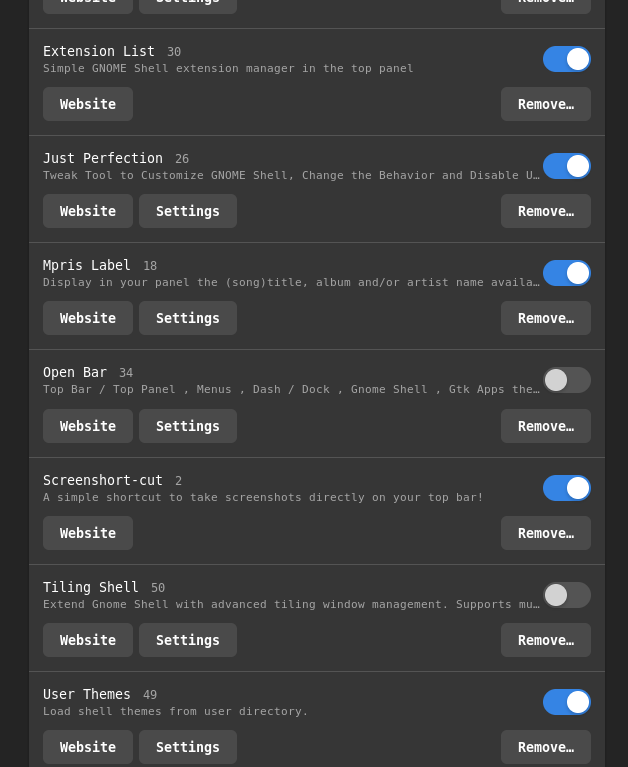 Website Settings Remove…
Extension List 30
Simple GNOME Shell extension manager in the top panel
Website Remove…
Just Perfection 26
Tweak Tool to Customize GNOME Shell, Change the Behavior and Disable U…
Website Settings Remove…
Mpris Label 18
Display in your panel the (song)title, album and/or artist name availa…
Website Settings Remove…
Open Bar 34
Top Bar / Top Panel , Menus , Dash / Dock , Gnome Shell , Gtk Apps the…
Website Settings Remove…
Screenshort-cut 2
A simple shortcut to take screenshots directly on your top bar!
Website Remove…
Tiling Shell 50
Extend Gnome Shell with advanced tiling window management. Supports mu…
Website Settings Remove…
User Themes 49
Load shell themes from user directory.
Website Settings Remove…